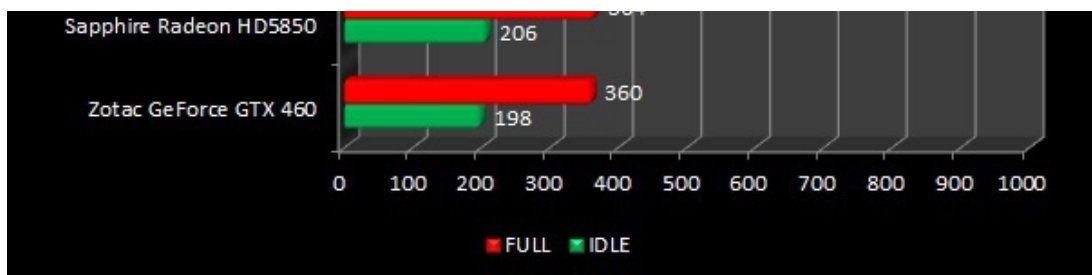 Sapphire Radeon HD5850
206
360
Zotac GeForce GTX 460
198
0 100 200 300 400 500 600 700 800 900 1000
FULL IDLE